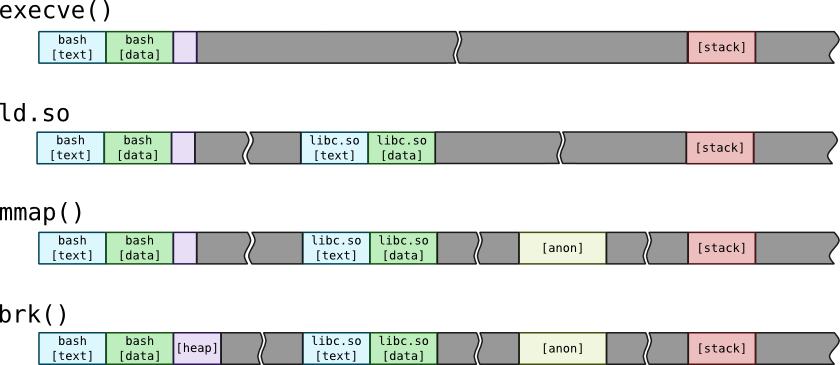 execve()
bash bash
[text] [data] [stack]
ld.so
bash bash libc.so libc.so
[text] [data] [text] [data] [stack]
mmap()
bash bash libc.so libc.so
[text] [data] [text] [data] [anon] [stack]
brk()
bash bash libc.so libc.so
[text] [data] [heap] [text] [data] [anon] [stack]